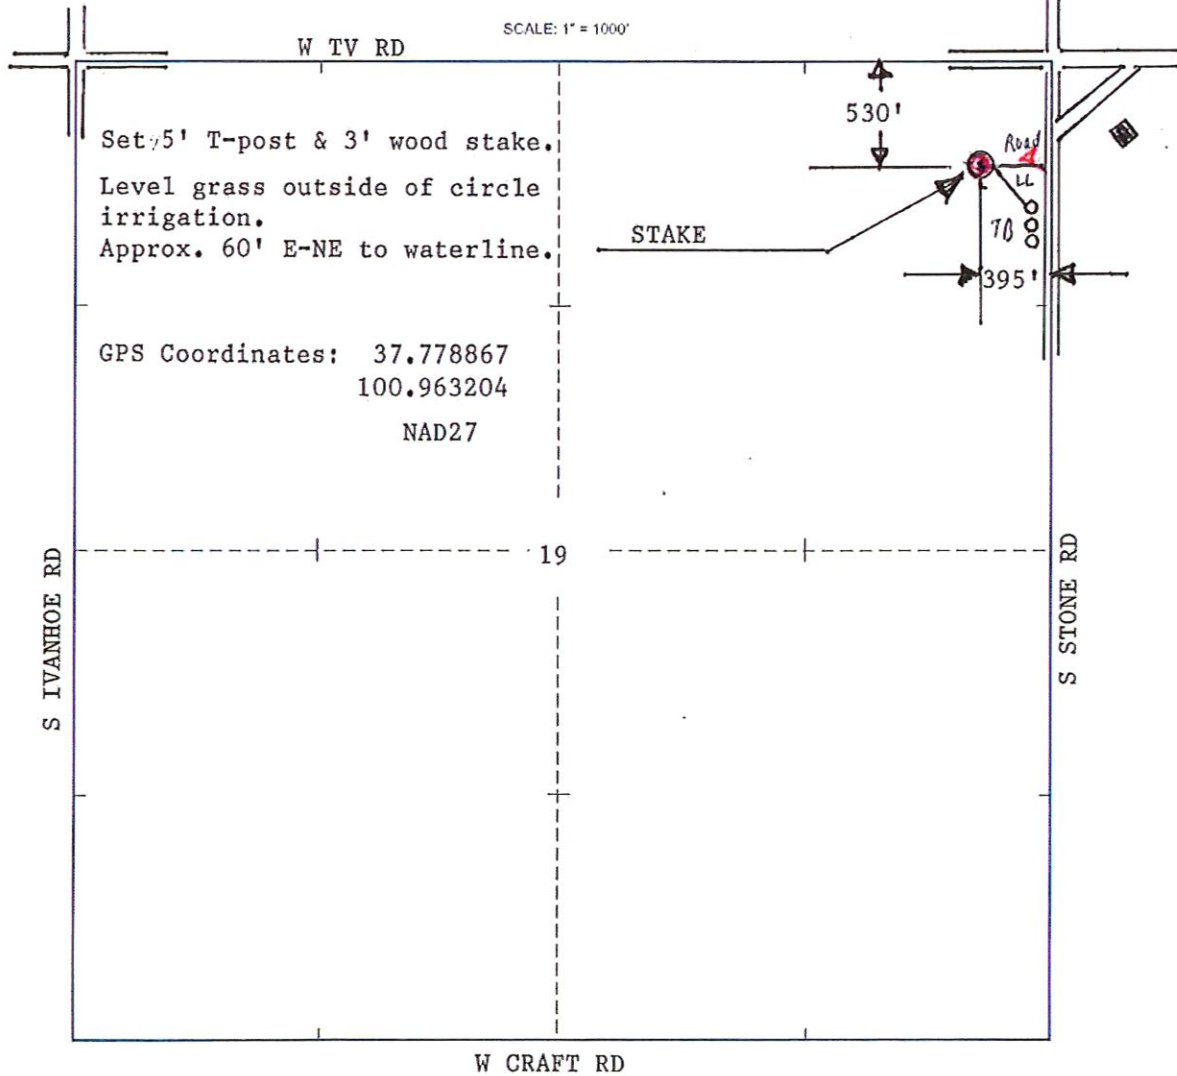 SCALE: 1" = 1000'
W TV RD
530'
Set 5' T-post & 3' wood stake.
Road
Level grass outside of circle
irrigation.
LL
Approx. 60' E-NE to waterline.
STAKE
TB
395'
GPS Coordinates: 37.778867
100.963204
NAD27
19
S IVANHOE RD
S STONE RD
W CRAFT RD